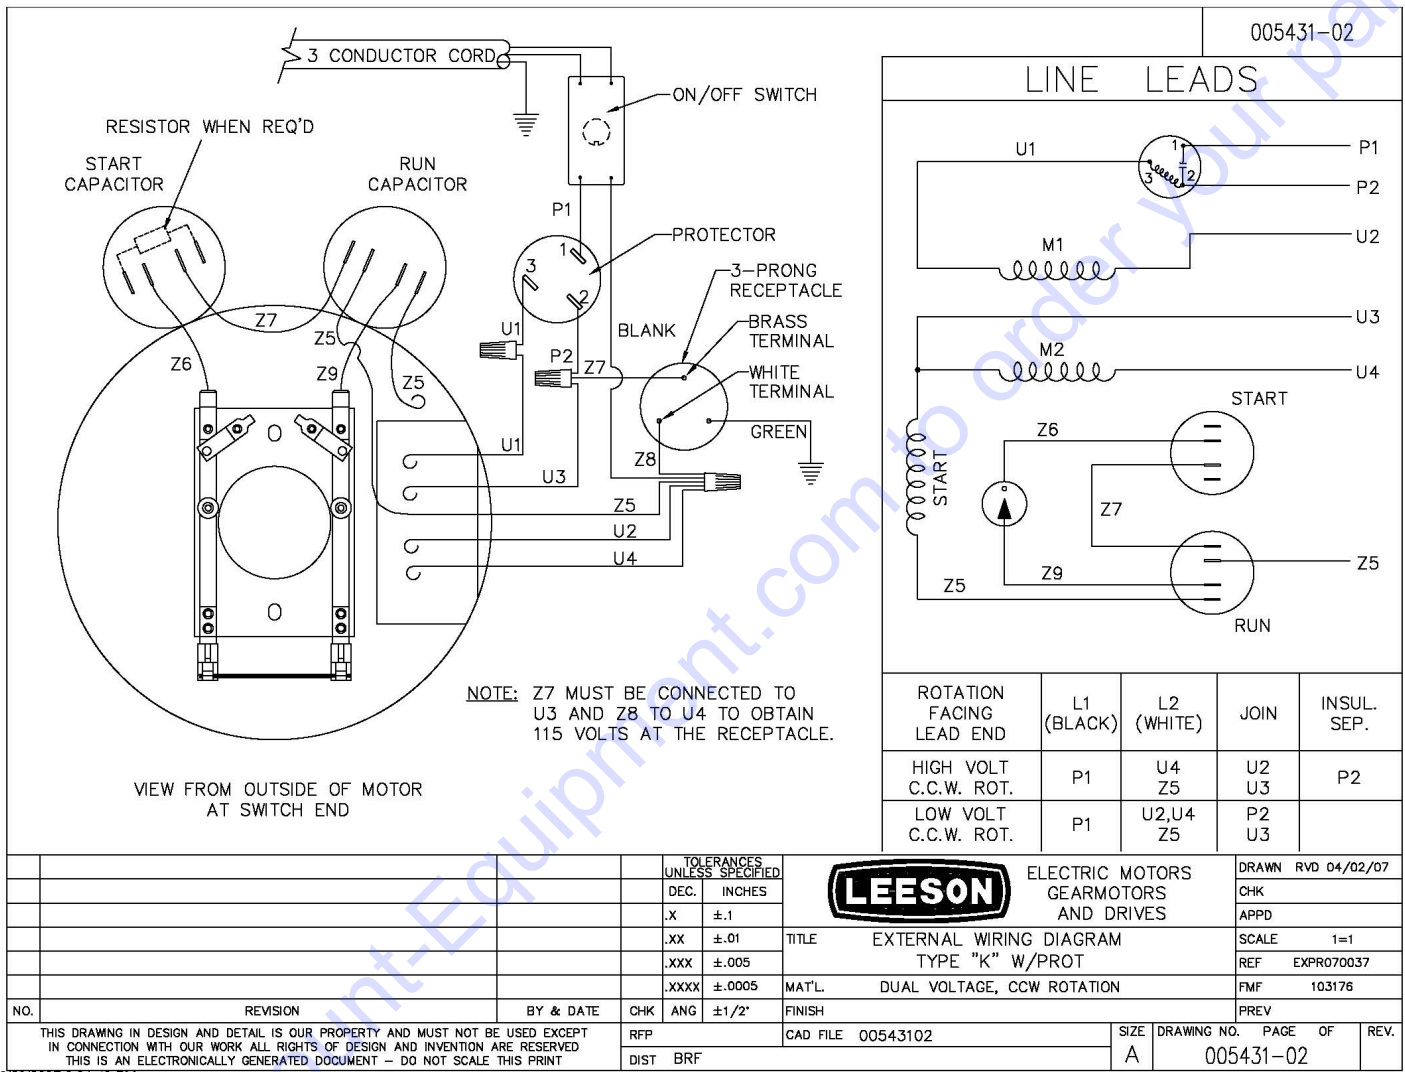 005431-02
3 CONDUCTOR CORD
ON/OFF SWITCH
RESISTOR WHEN REQ'D
START
CAPACITOR
RUN
CAPACITOR
P1
PROTECTOR
1
3
2
3-PRONG
RECEPTACLE
BLANK
BRASS
TERMINAL
WHITE
TERMINAL
U1
P2
Z7
Z7
Z5
Z6
Z9
Z5
GREEN
U1
Z8
U3
Z5
U2
U4
NOTE: Z7 MUST BE CONNECTED TO
U3 AND Z8 TO U4 TO OBTAIN
115 VOLTS AT THE RECEPTACLE.
VIEW FROM OUTSIDE OF MOTOR
AT SWITCH END
LINE LEADS
U1
1
3
2
P1
P2
U2
M1
U3
M2
U4
START
START
Z6
Z7
Z9
Z5
Z5
RUN
ROTATION
FACING
LEAD END
L1
(BLACK)
L2
(WHITE)
JOIN
INSUL.
SEP.
HIGH VOLT
C.C.W. ROT.
P1
U4
Z5
U2
U3
P2
LOW VOLT
C.C.W. ROT.
P1
U2,U4
Z5
P2
U3
TOLERANCES
UNLESS SPECIFIED
DEC. INCHES
.X ±.1
.XX ±.01
.XXX ±.005
.XXXX ±.0005
ANG ±1/2°
LEESON
ELECTRIC MOTORS
GEARMOTORS
AND DRIVES
DRAWN RVD 04/02/07
CHK
APPD
TITLE EXTERNAL WIRING DIAGRAM
TYPE "K" W/PROT
SCALE 1=1
REF EXPR070037
MAT'L. DUAL VOLTAGE, CCW ROTATION
FMF 103176
NO. REVISION BY & DATE CHK
FINISH
PREV
THIS DRAWING IN DESIGN AND DETAIL IS OUR PROPERTY AND MUST NOT BE USED EXCEPT
IN CONNECTION WITH OUR WORK ALL RIGHTS OF DESIGN AND INVENTION ARE RESERVED
THIS IS AN ELECTRONICALLY GENERATED DOCUMENT - DO NOT SCALE THIS PRINT
RFP
DIST BRF
CAD FILE 00543102
SIZE
A
DRAWING NO. PAGE OF
005431-02
REV.